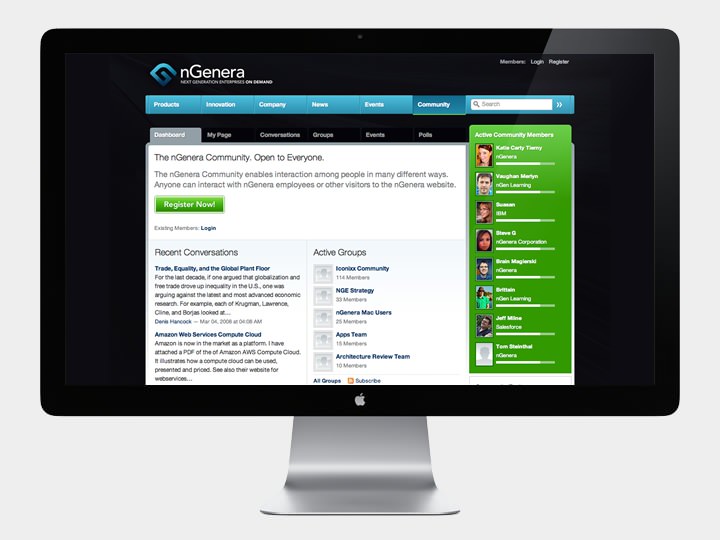 nGenera
NEXT GENERATION ENTERPRISES ON DEMAND
Members: Login Register
Products Innovation Company News Events Community Search
Dashboard My Page Conversations Groups Events Polls
The nGenera Community. Open to Everyone.
The nGenera Community enables interaction among people in many different ways.
Anyone can interact with nGenera employees or other visitors to the nGenera website.
Register Now!
Existing Members: Login
Recent Conversations
Trade, Equality, and the Global Plant Floor
For the last decade, if one argued that globalization and
free trade drove up inequality in the U.S., one was
arguing against the latest and most advanced economic
research. For example, each of Krugman, Lawrence,
Cline, and Borjas looked at...
Denis Hancock — Mar 04, 2008 at 04:08 AM
Amazon Web Services Compute Cloud
Amazon is now in the market as a platform. I have
attached a PDF of the of Amazon AWS Compute Cloud.
It illustrates how a compute cloud can be used,
presented and priced. See also their website for
webservices...
Active Groups
Iconixx Community
114 Members
NGE Strategy
33 Members
nGenera Mac Users
25 Members
Apps Team
15 Members
Architecture Review Team
10 Members
All Groups Subscribe
Active Community Members
Katie Carty Tierny
nGenera
Vaughan Merlyn
nGen Learning
Sussan
IBM
Steve G
nGenera Corporation
Brain Magierski
nGenera
Brittain
nGen Learning
Jeff Milne
Salesforce
Tom Steinthal
nGenera